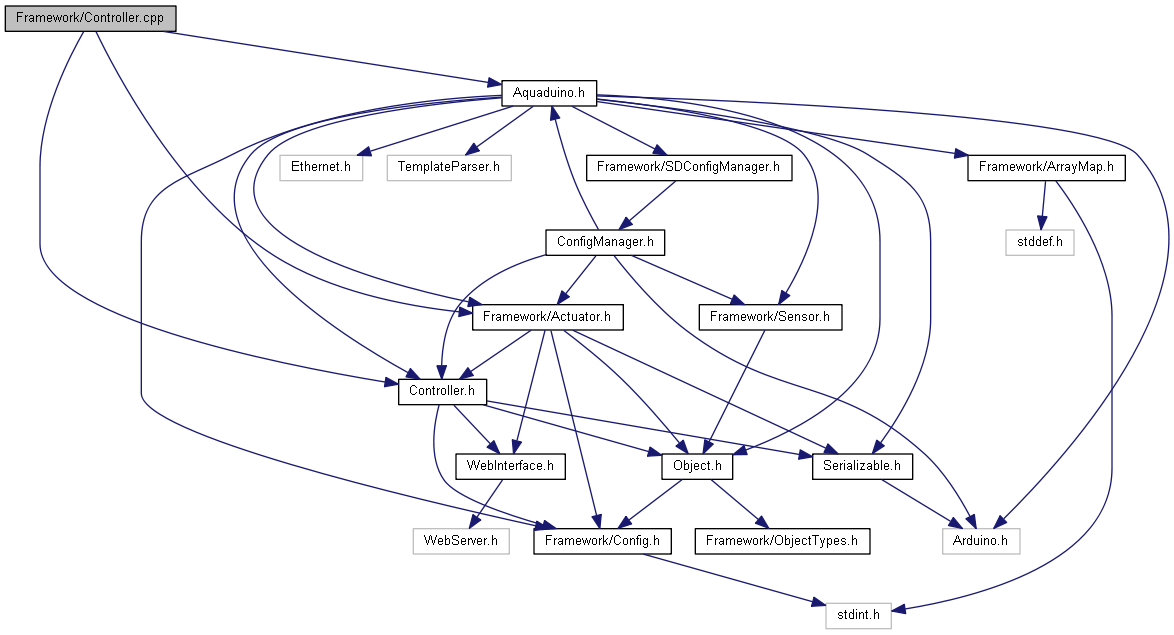 Framework/Controller.cpp
Aquaduino.h
Ethernet.h
TemplateParser.h
Framework/SDConfigManager.h
Framework/ArrayMap.h
ConfigManager.h
stddef.h
Framework/Actuator.h
Framework/Sensor.h
Controller.h
WebInterface.h
Object.h
Serializable.h
WebServer.h
Framework/Config.h
Framework/ObjectTypes.h
Arduino.h
stdint.h